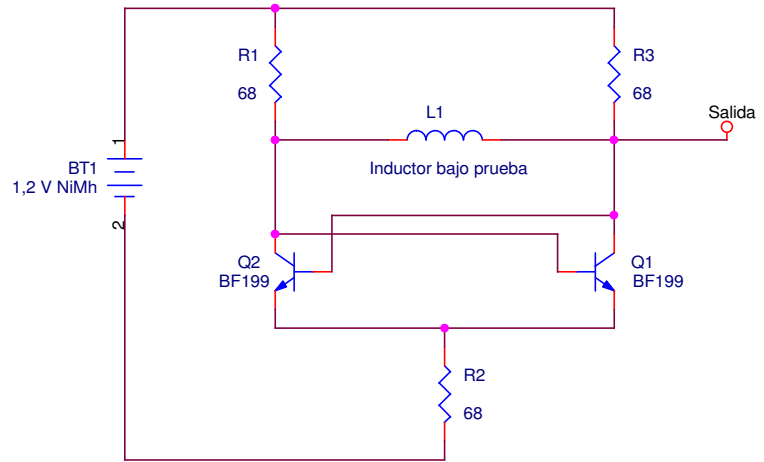 R1
68
R3
68
L1
Salida
1
BT1
1,2 V NiMh
2
Inductor bajo prueba
Q2
BF199
Q1
BF199
R2
68